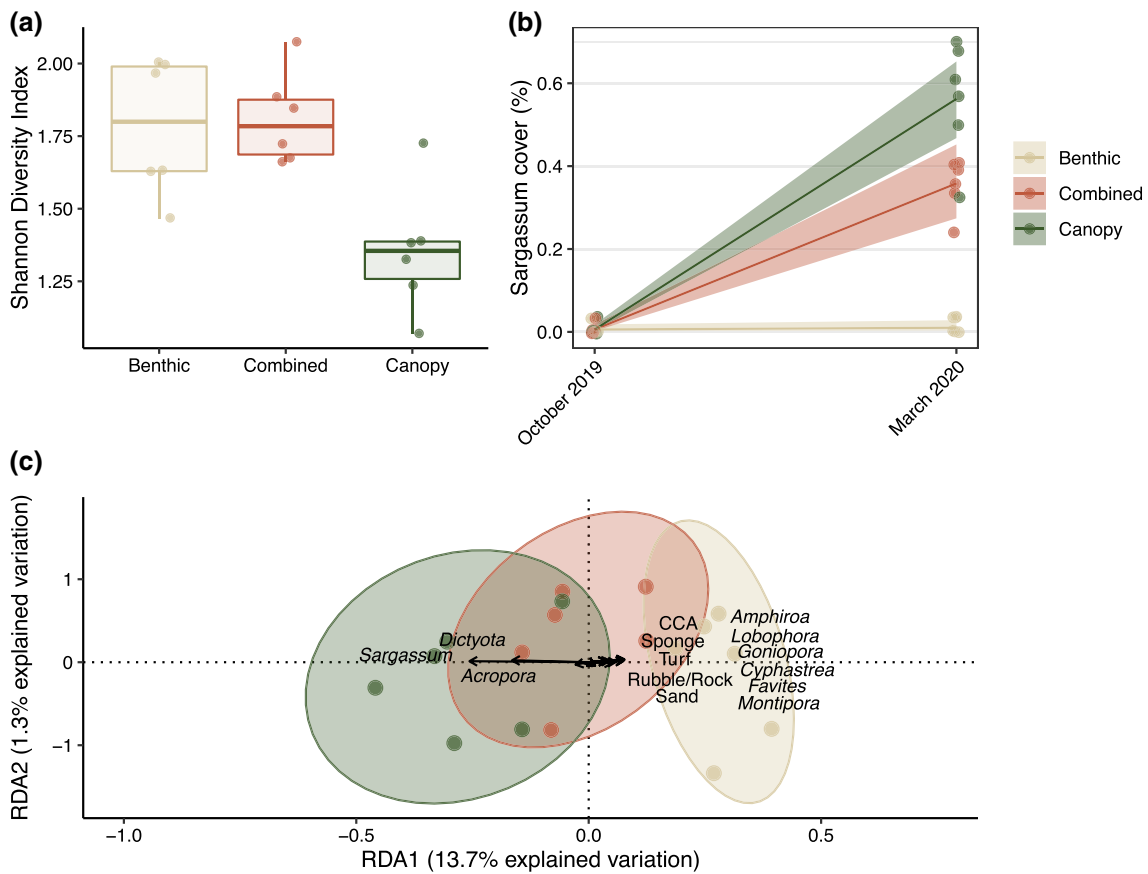 (a)
Shannon Diversity Index
2.00
1.75
1.50
1.25
Benthic
Combined
Canopy
(b)
Sargassum cover (%)
0.6
0.4
0.2
0.0
October 2019
March 2020
Benthic
Combined
Canopy
(c)
RDA2 (1.3% explained variation)
1
0
−1
Dictyota
Sargassum
Acropora
CCA
Sponge
Turf
Rubble/Rock
Sand
Amphiroa
Lobophora
Goniopora
Cyphastrea
Favites
Montipora
−1.0
−0.5
0.0
0.5
RDA1 (13.7% explained variation)